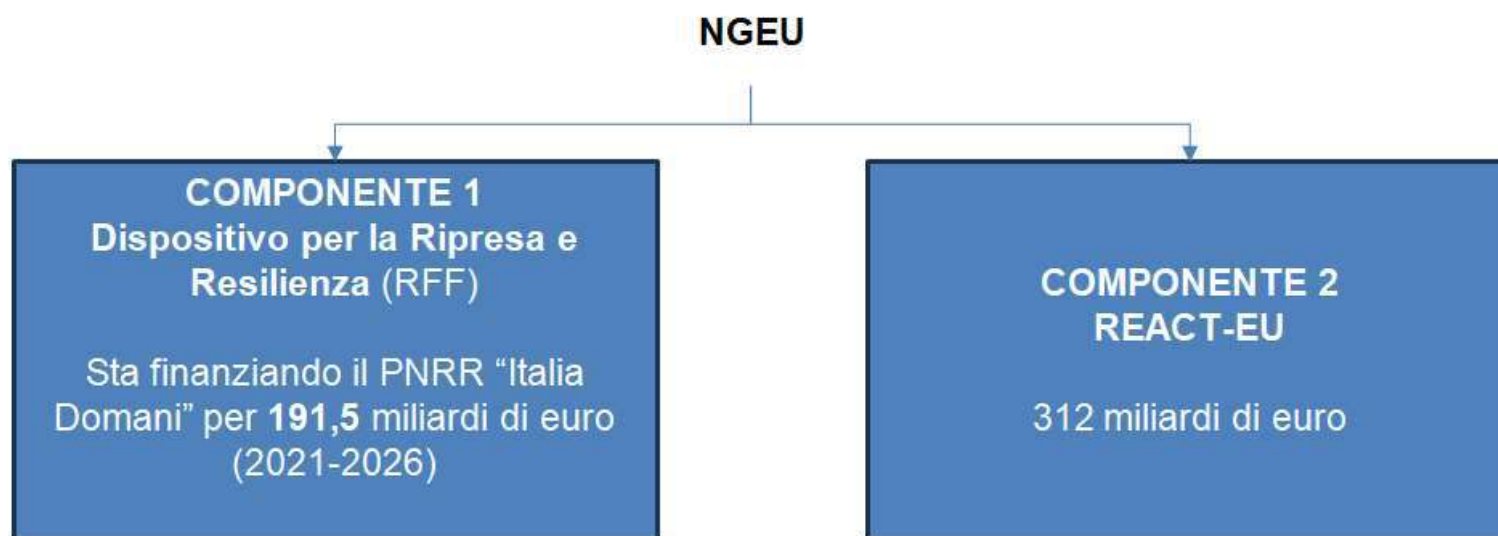 NGEU
COMPONENTE 1
Dispositivo per la Ripresa e
Resilienza (RFF)
Sta finanziando il PNRR “Italia
Domani” per 191,5 miliardi di euro
(2021-2026)
COMPONENTE 2
REACT-EU
312 miliardi di euro